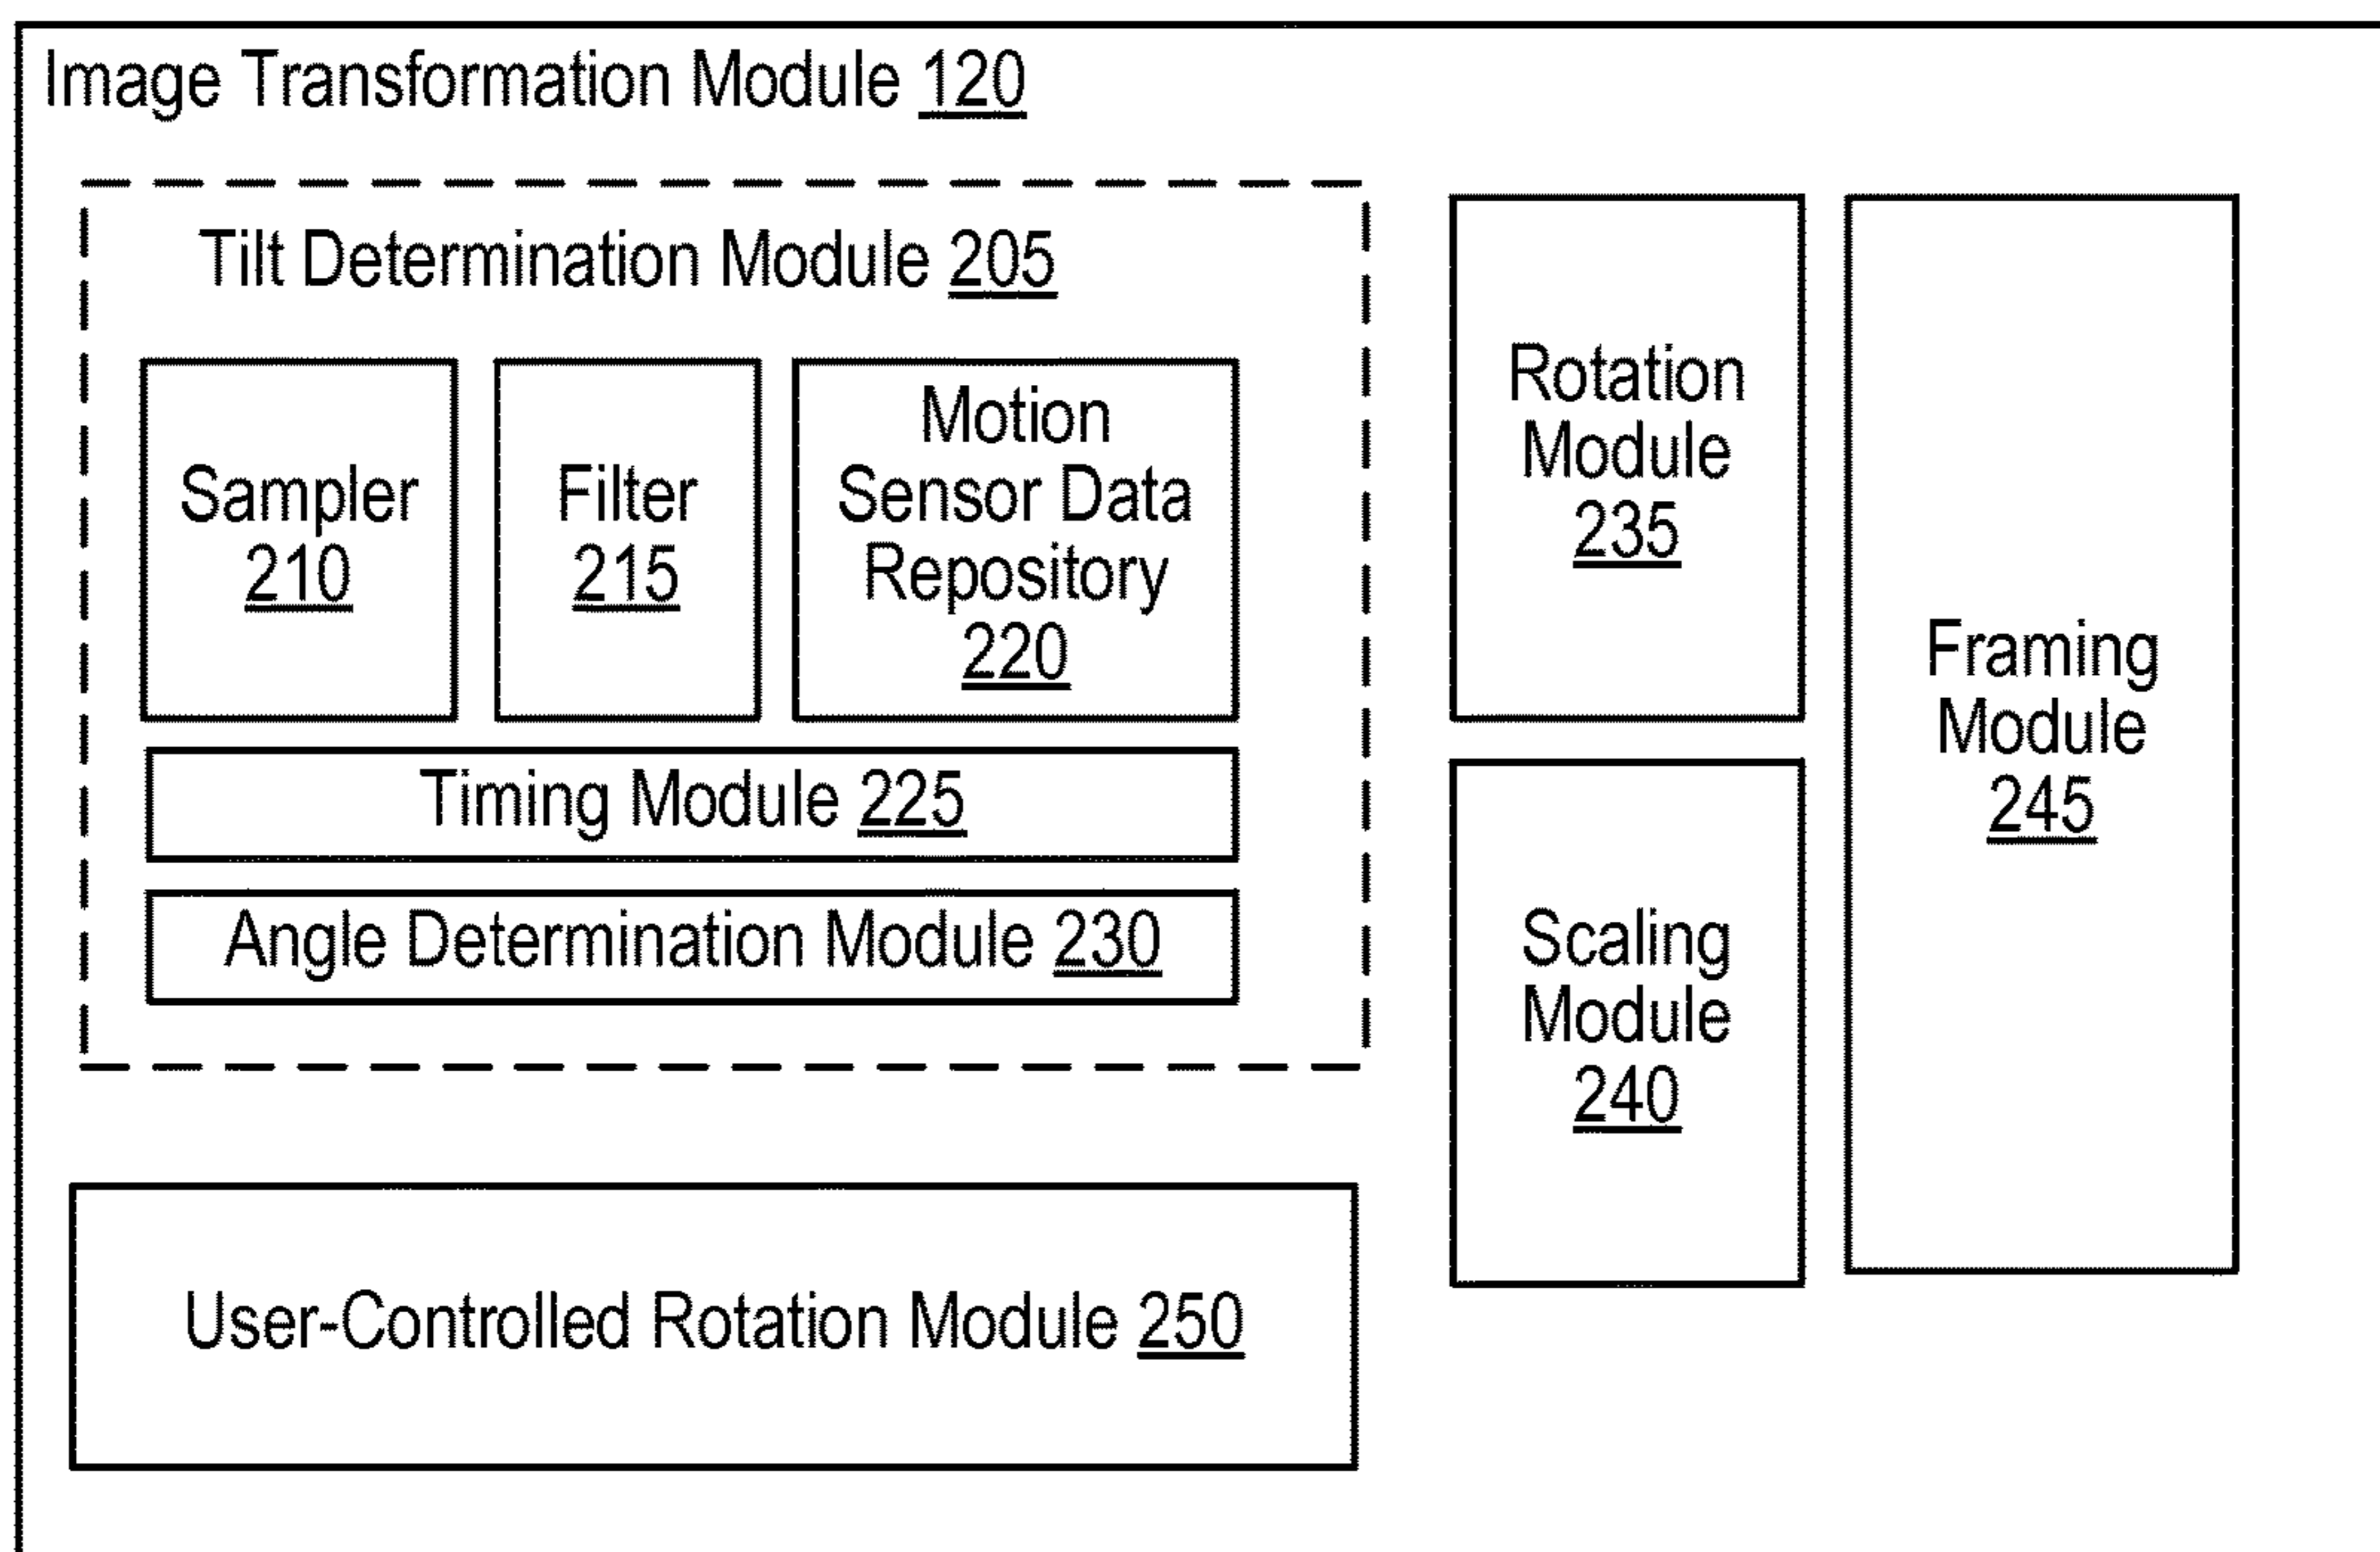 Image Transformation Module 120
Tilt Determination Module 205
Sampler
210
Filter
215
Motion
Sensor Data
Repository
220
Timing Module 225
Angle Determination Module 230
User-Controlled Rotation Module 250
Rotation
Module
235
Scaling
Module
240
Framing
Module
245